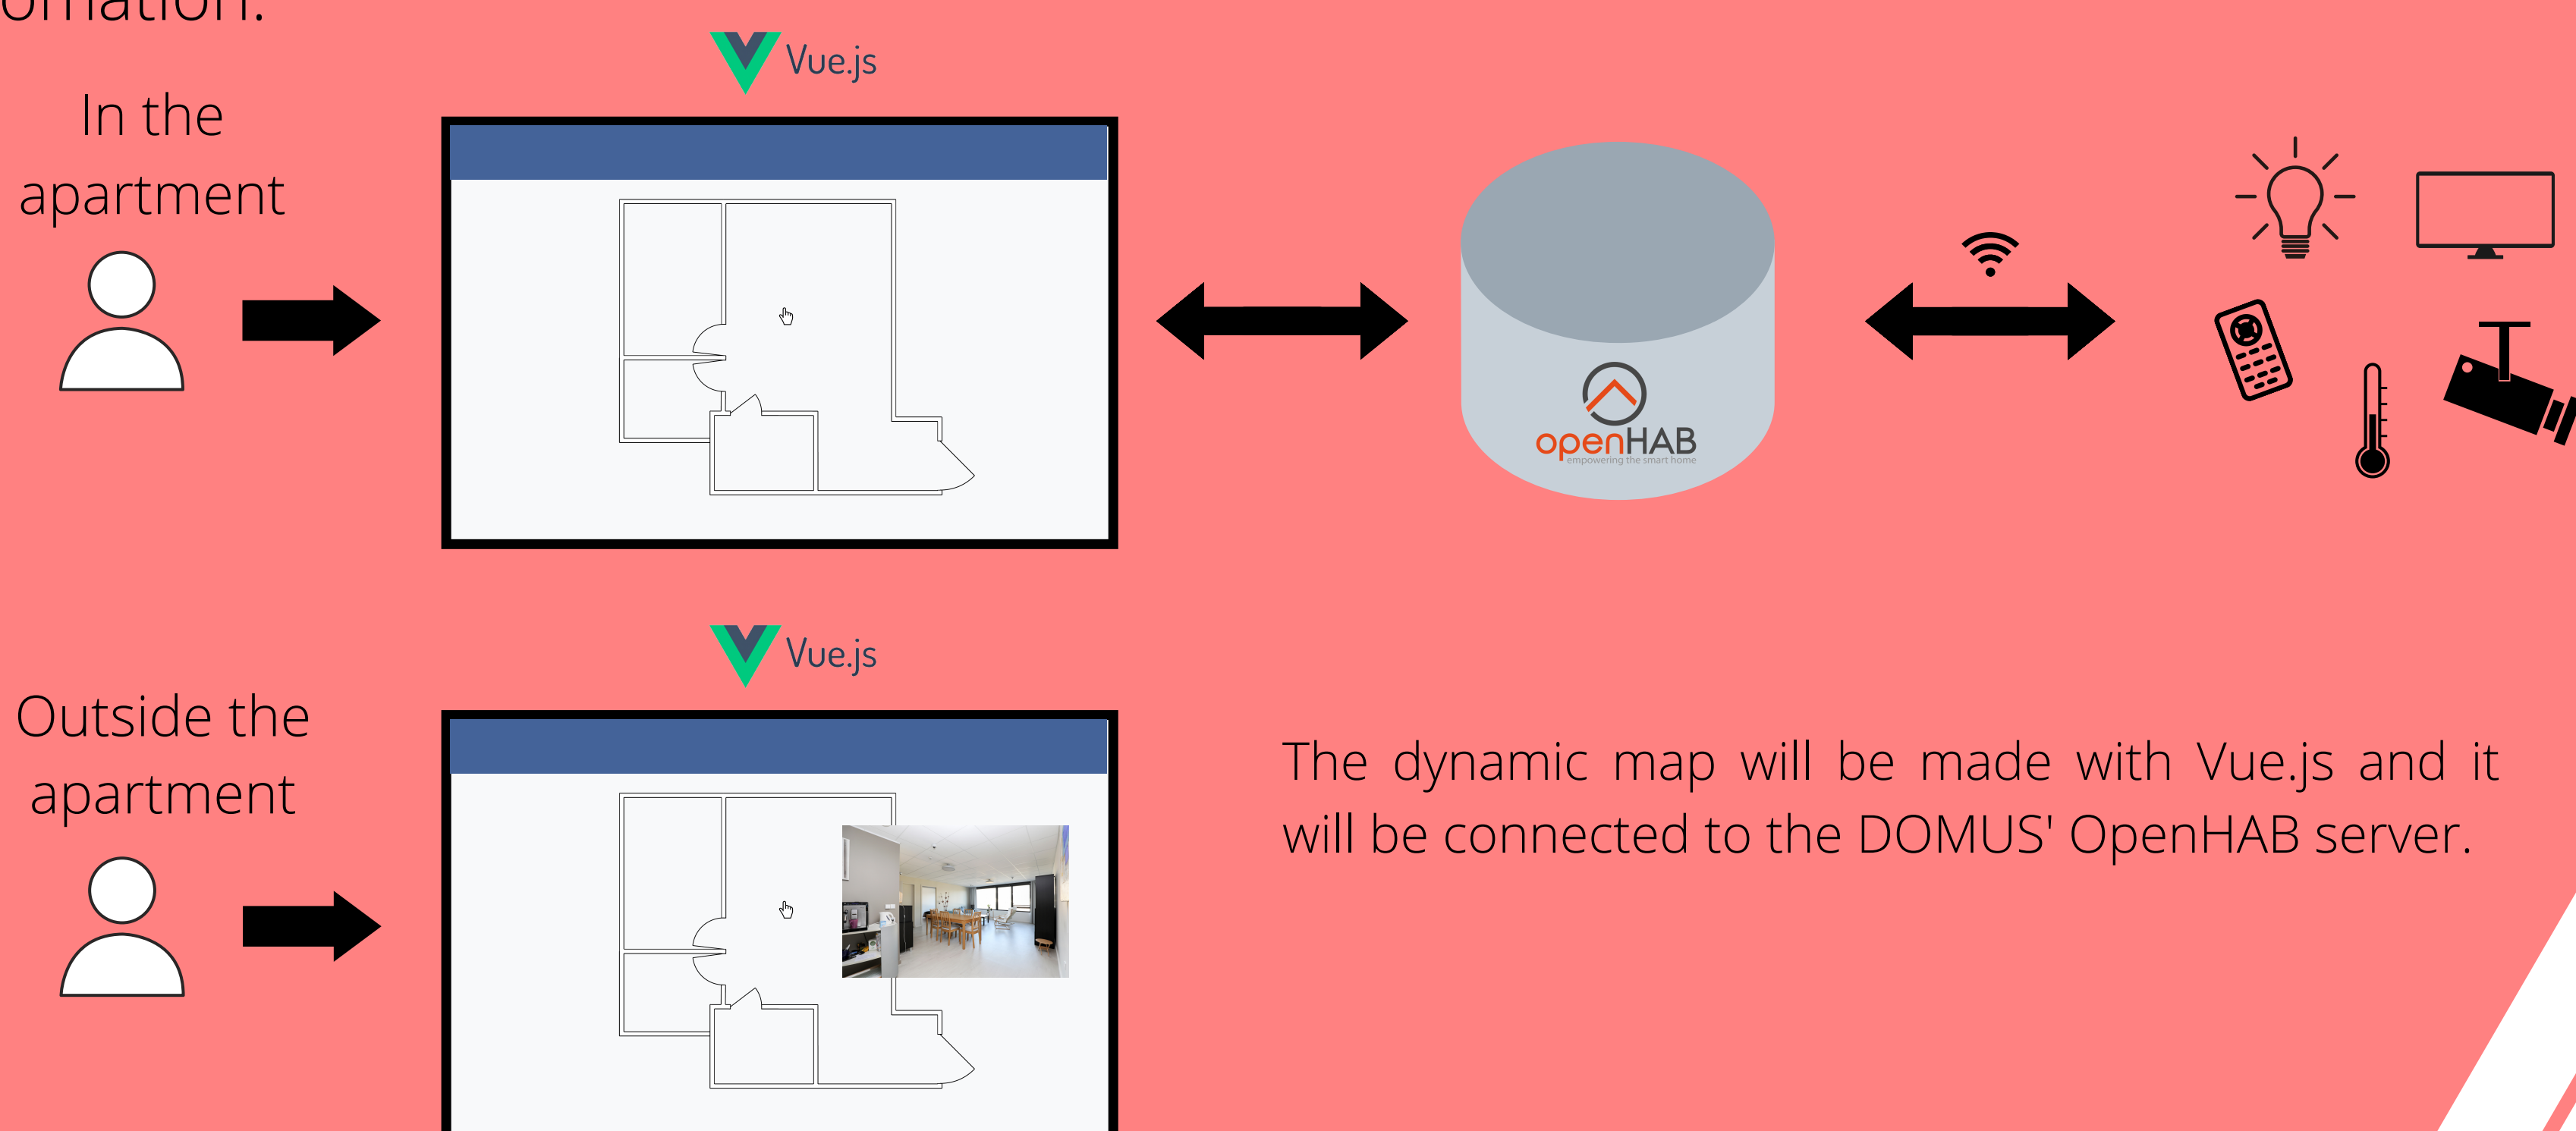 Vue.js
In the
apartment
openHAB
empowering the smart home
Vue.js
Outside the
apartment
The dynamic map will be made with Vue.js and it
will be connected to the DOMUS' OpenHAB server.